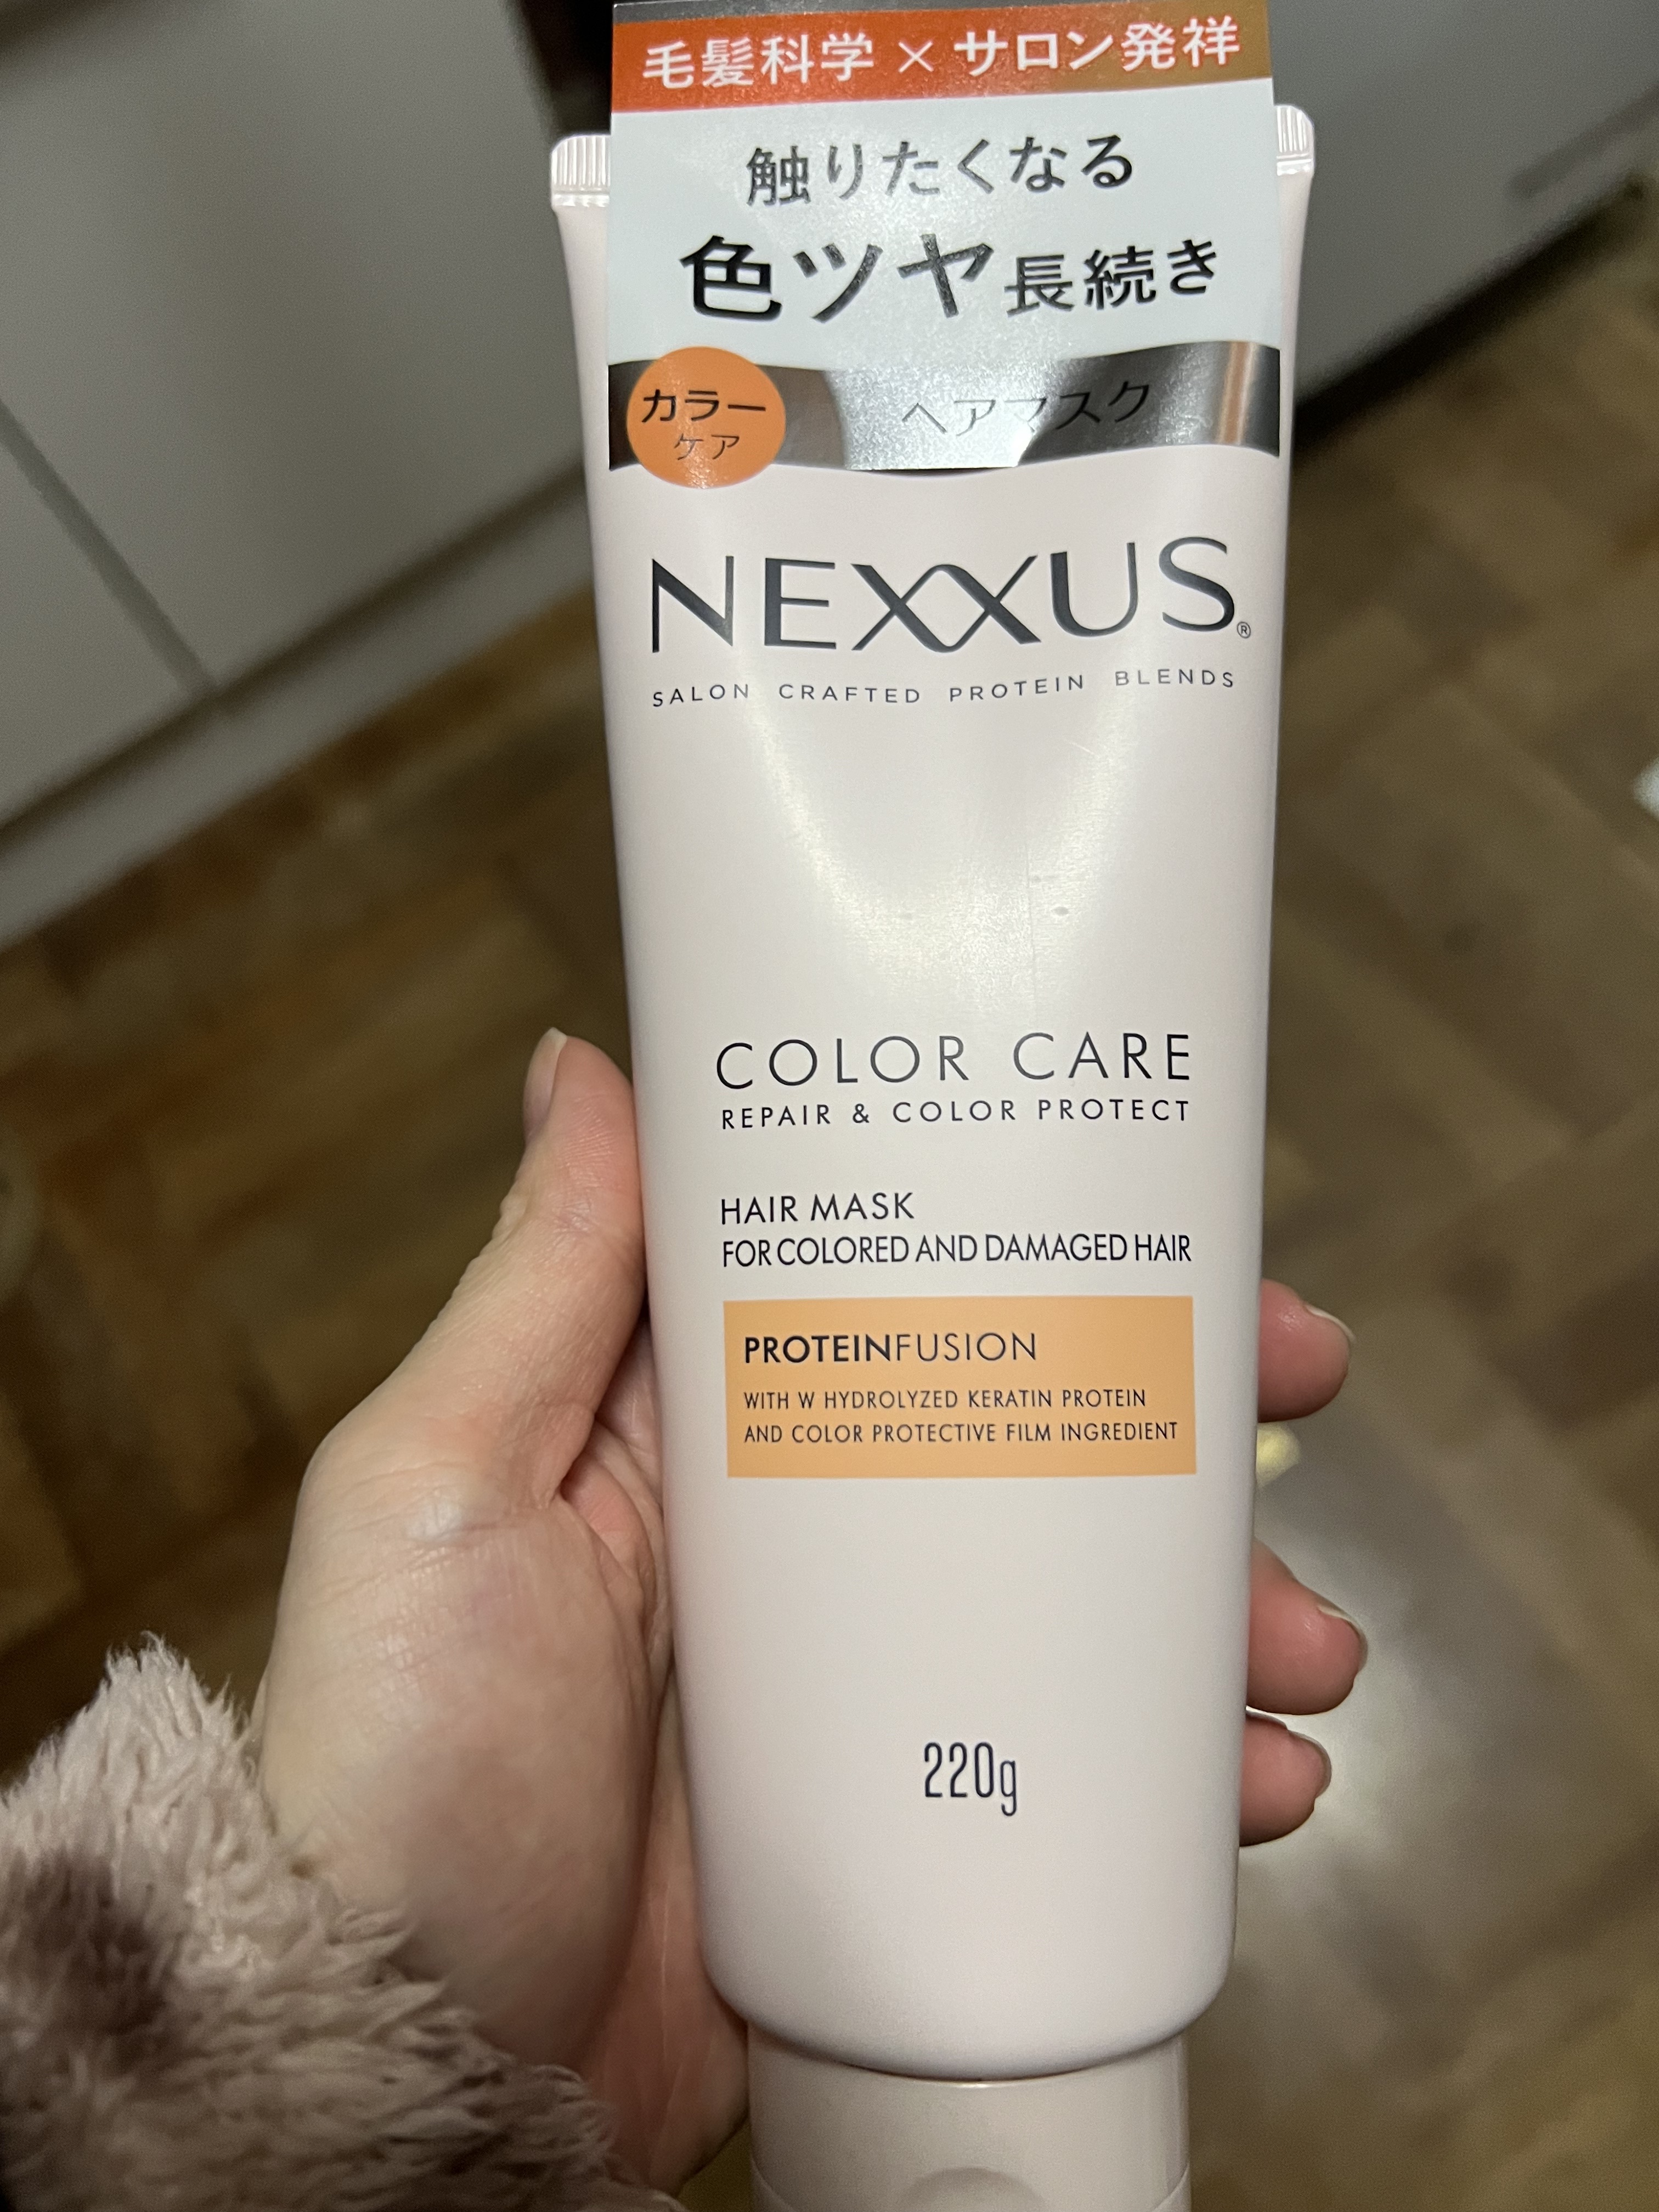 毛髪科学 × サロン発祥
触りたくなる
色ツヤ長続き
カラー
ケア
ヘアマスク
NEXXUS®
SALON CRAFTED PROTEIN BLENDS
COLOR CARE
REPAIR & COLOR PROTECT
HAIR MASK
FOR COLORED AND DAMAGED HAIR
PROTEINFUSION
WITH W HYDROLYZED KERATIN PROTEIN
AND COLOR PROTECTIVE FILM INGREDIENT
220g